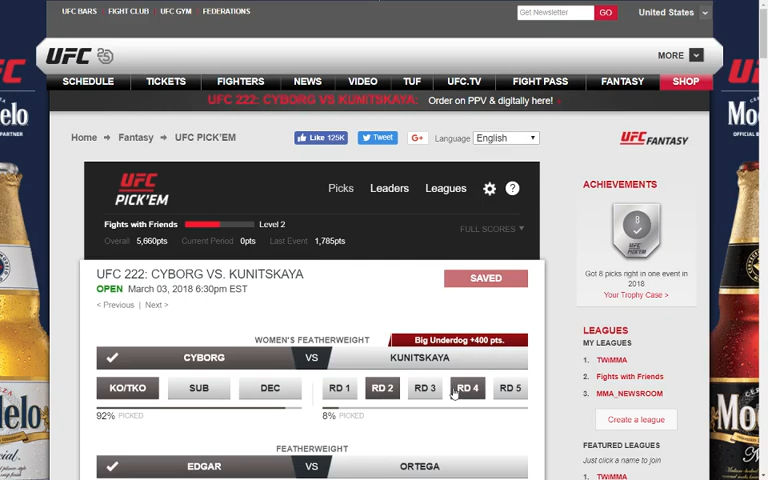 UFC BARS FIGHT CLUB UFC GYM FEDERATIONS
Get Newsletter GO United States
UFC 25
MORE
SCHEDULE TICKETS FIGHTERS NEWS VIDEO TUF UFC.TV FIGHT PASS FANTASY SHOP
UFC 222: CYBORG VS KUNITSKAYA: Order on PPV & digitally here!
Home Fantasy UFC PICK'EM
Like 125K Tweet G+ Language English
UFC FANTASY
UFC PICK'EM
Picks Leaders Leagues ?
Fights with Friends Level 2
Overall 5,660pts Current Period 0pts Last Event 1,785pts
FULL SCORES
UFC 222: CYBORG VS. KUNITSKAYA
SAVED
OPEN March 03, 2018 6:30pm EST
< Previous | Next >
WOMEN'S FEATHERWEIGHT Big Underdog +400 pts.
CYBORG VS KUNITSKAYA
KO/TKO SUB DEC RD 1 RD 2 RD 3 RD 4 RD 5
92% PICKED 8% PICKED
FEATHERWEIGHT
EDGAR VS ORTEGA
ACHIEVEMENTS
8
UFC PICK'EM
Got 8 picks right in one event in
2018
Your Trophy Case >
LEAGUES
MY LEAGUES
1. TWiMMA
2. Fights with Friends
3. MMA_NEWSROOM
Create a league
FEATURED LEAGUES
Just click a name to join
1. TWiMMA